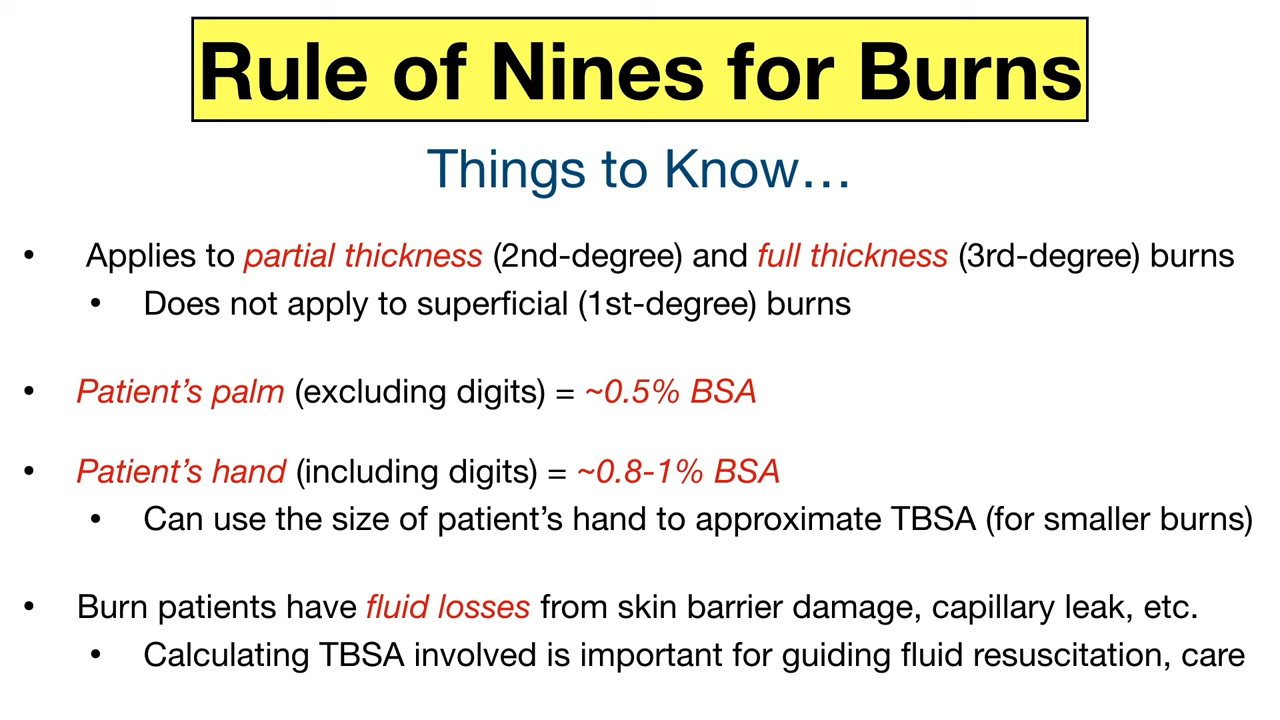 Rule of Nines for Burns
Things to Know…
• Applies to partial thickness (2nd-degree) and full thickness (3rd-degree) burns
• Does not apply to superficial (1st-degree) burns
• Patient’s palm (excluding digits) = ~0.5% BSA
• Patient’s hand (including digits) = ~0.8-1% BSA
• Can use the size of patient’s hand to approximate TBSA (for smaller burns)
• Burn patients have fluid losses from skin barrier damage, capillary leak, etc.
• Calculating TBSA involved is important for guiding fluid resuscitation, care